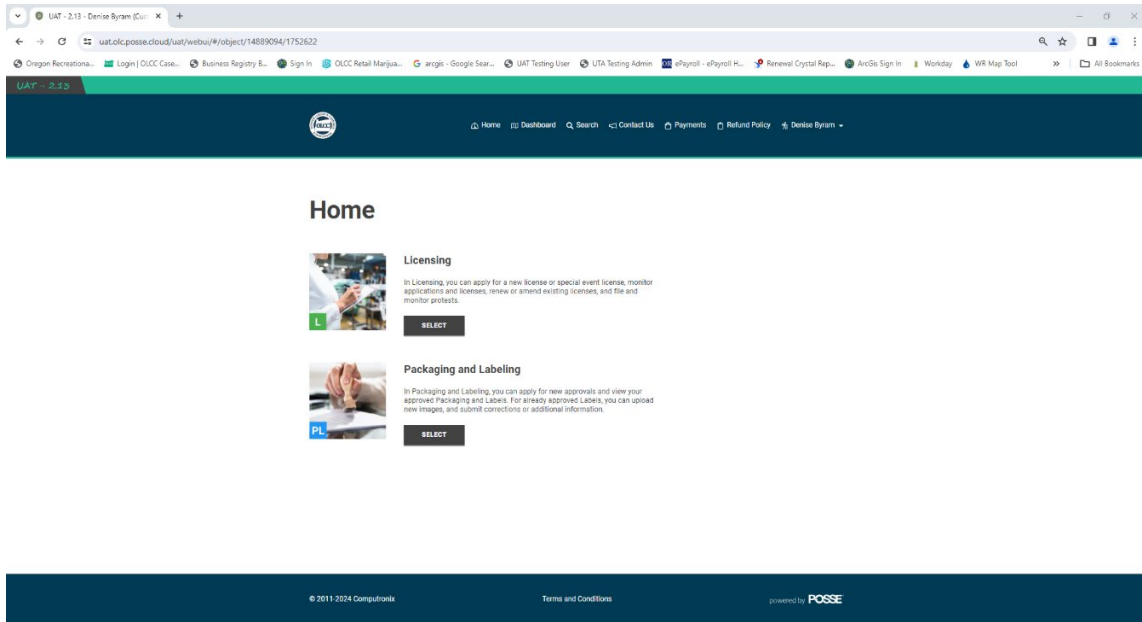 UAT - 2.13 - Denise Byram (Cur
uat.olc.posse.cloud/uat/webui/#/object/14889094/1752622
Oregon Recreationa... Login | OLCC Case... Business Registry B... Sign In OLCC Retail Marijua... arcgis - Google Sear... UAT Testing User UTA Testing Admin OR ePayroll - ePayroll H... Renewal Crystal Rep... ArcGis Sign In Workday WR Map Tool » All Bookmarks
UAT - 2.13
OLCC Home Dashboard Search Contact Us Payments Refund Policy Denise Byram
Home
Licensing
In Licensing, you can apply for a new license or special event license, monitor
applications and licenses, renew or amend existing licenses, and file and
monitor protests.
L
SELECT
Packaging and Labeling
In Packaging and Labeling, you can apply for new approvals and view your
approved Packaging and Labels. For already approved Labels, you can upload
new images, and submit corrections or additional information.
PL
SELECT
© 2011-2024 Computronix Terms and Conditions powered by POSSE